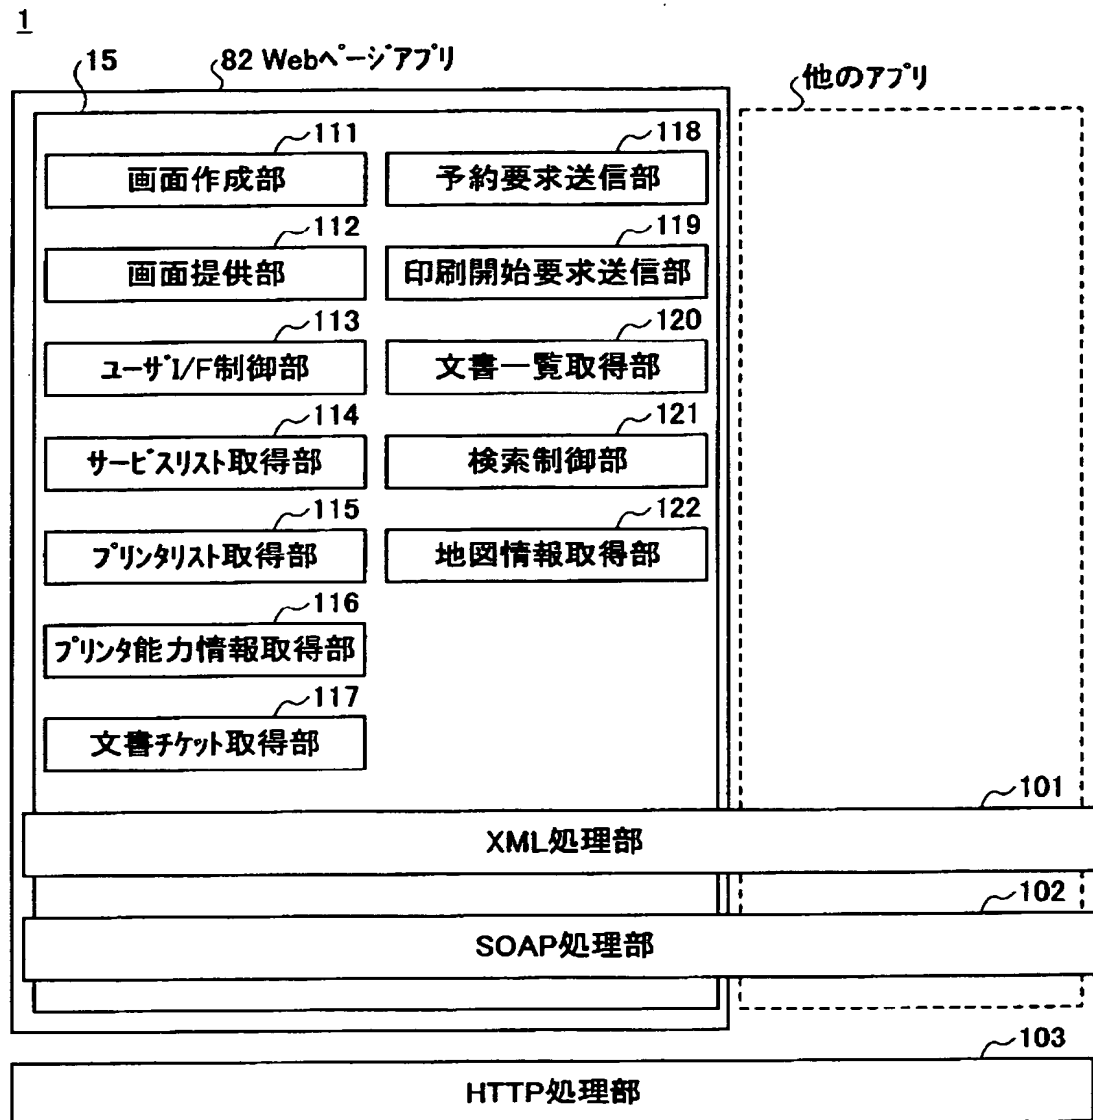 1
15
82 Webページアプリ
他のアプリ
111
画面作成部
118
予約要求送信部
112
画面提供部
119
印刷開始要求送信部
113
ユーザI/F制御部
120
文書一覧取得部
114
サービスリスト取得部
121
検索制御部
115
プリンタリスト取得部
122
地図情報取得部
116
プリンタ能力情報取得部
117
文書チケット取得部
101
XML処理部
102
SOAP処理部
103
HTTP処理部